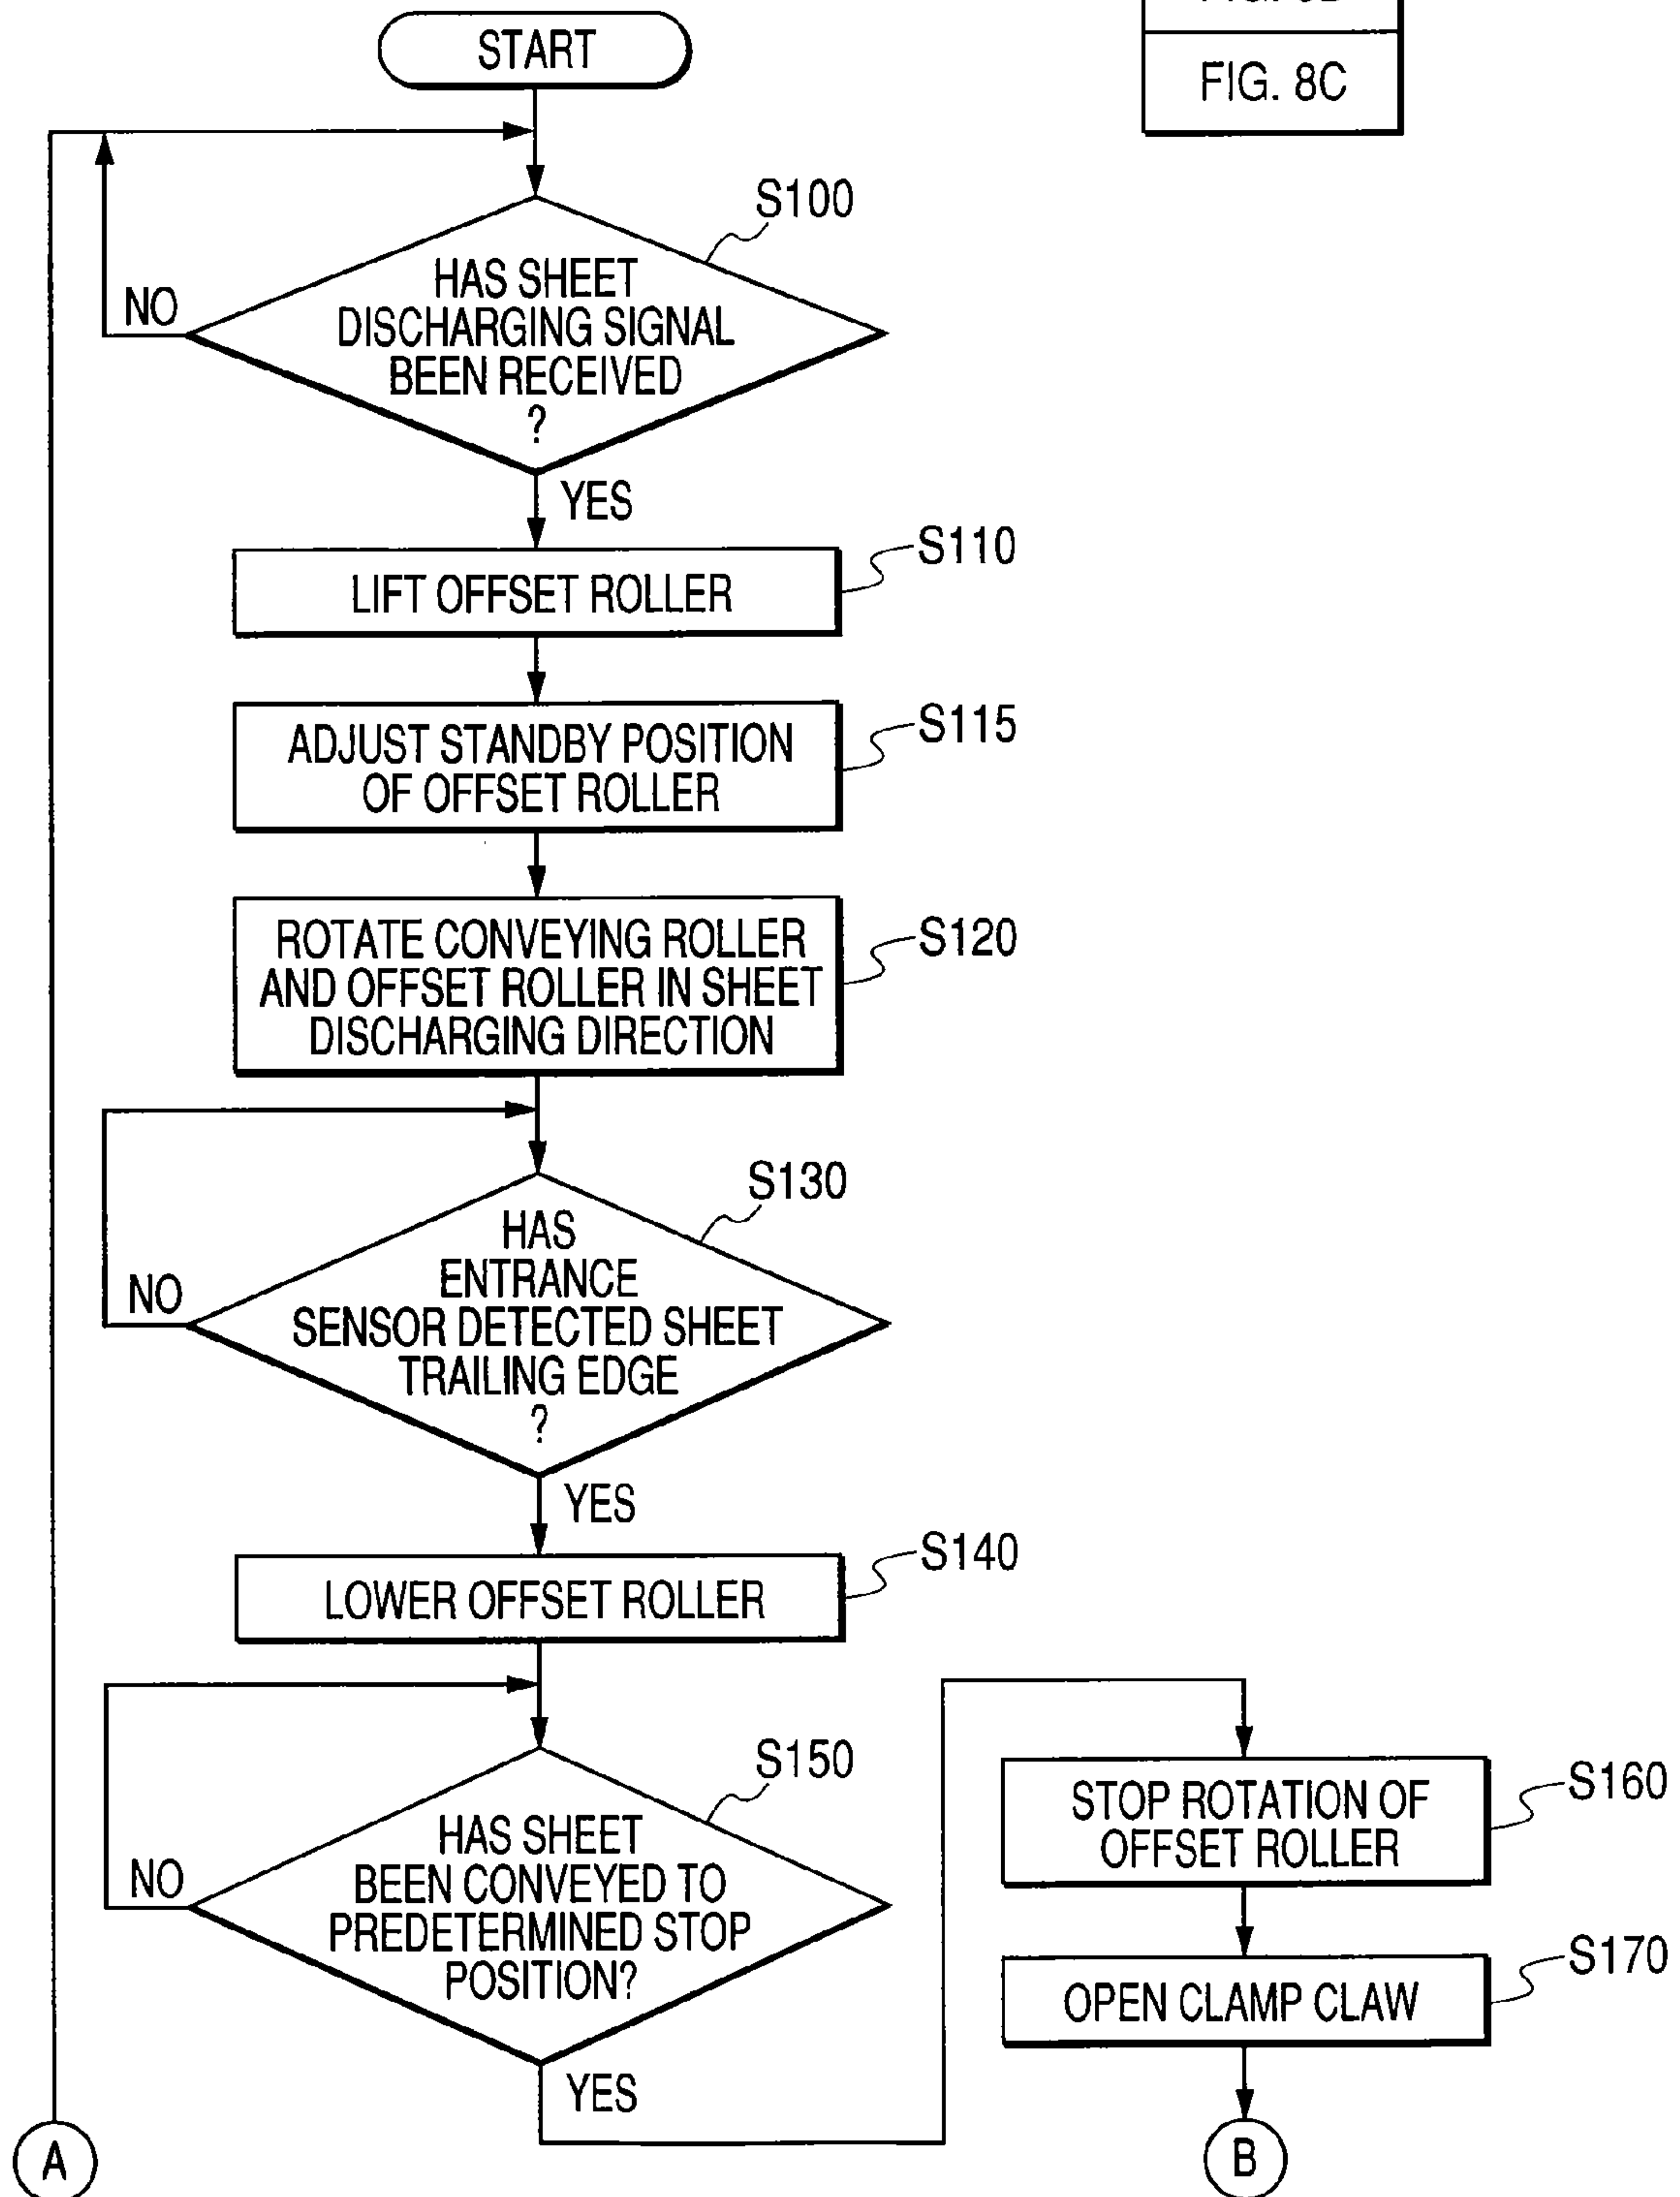 START
FIG. 8C
S100
HAS SHEET
DISCHARGING SIGNAL
BEEN RECEIVED
?
NO
YES
S110
LIFT OFFSET ROLLER
S115
ADJUST STANDBY POSITION
OF OFFSET ROLLER
S120
ROTATE CONVEYING ROLLER
AND OFFSET ROLLER IN SHEET
DISCHARGING DIRECTION
S130
HAS
ENTRANCE
SENSOR DETECTED SHEET
TRAILING EDGE
?
NO
YES
S140
LOWER OFFSET ROLLER
S150
HAS SHEET
BEEN CONVEYED TO
PREDETERMINED STOP
POSITION?
NO
YES
S160
STOP ROTATION OF
OFFSET ROLLER
S170
OPEN CLAMP CLAW
A
B